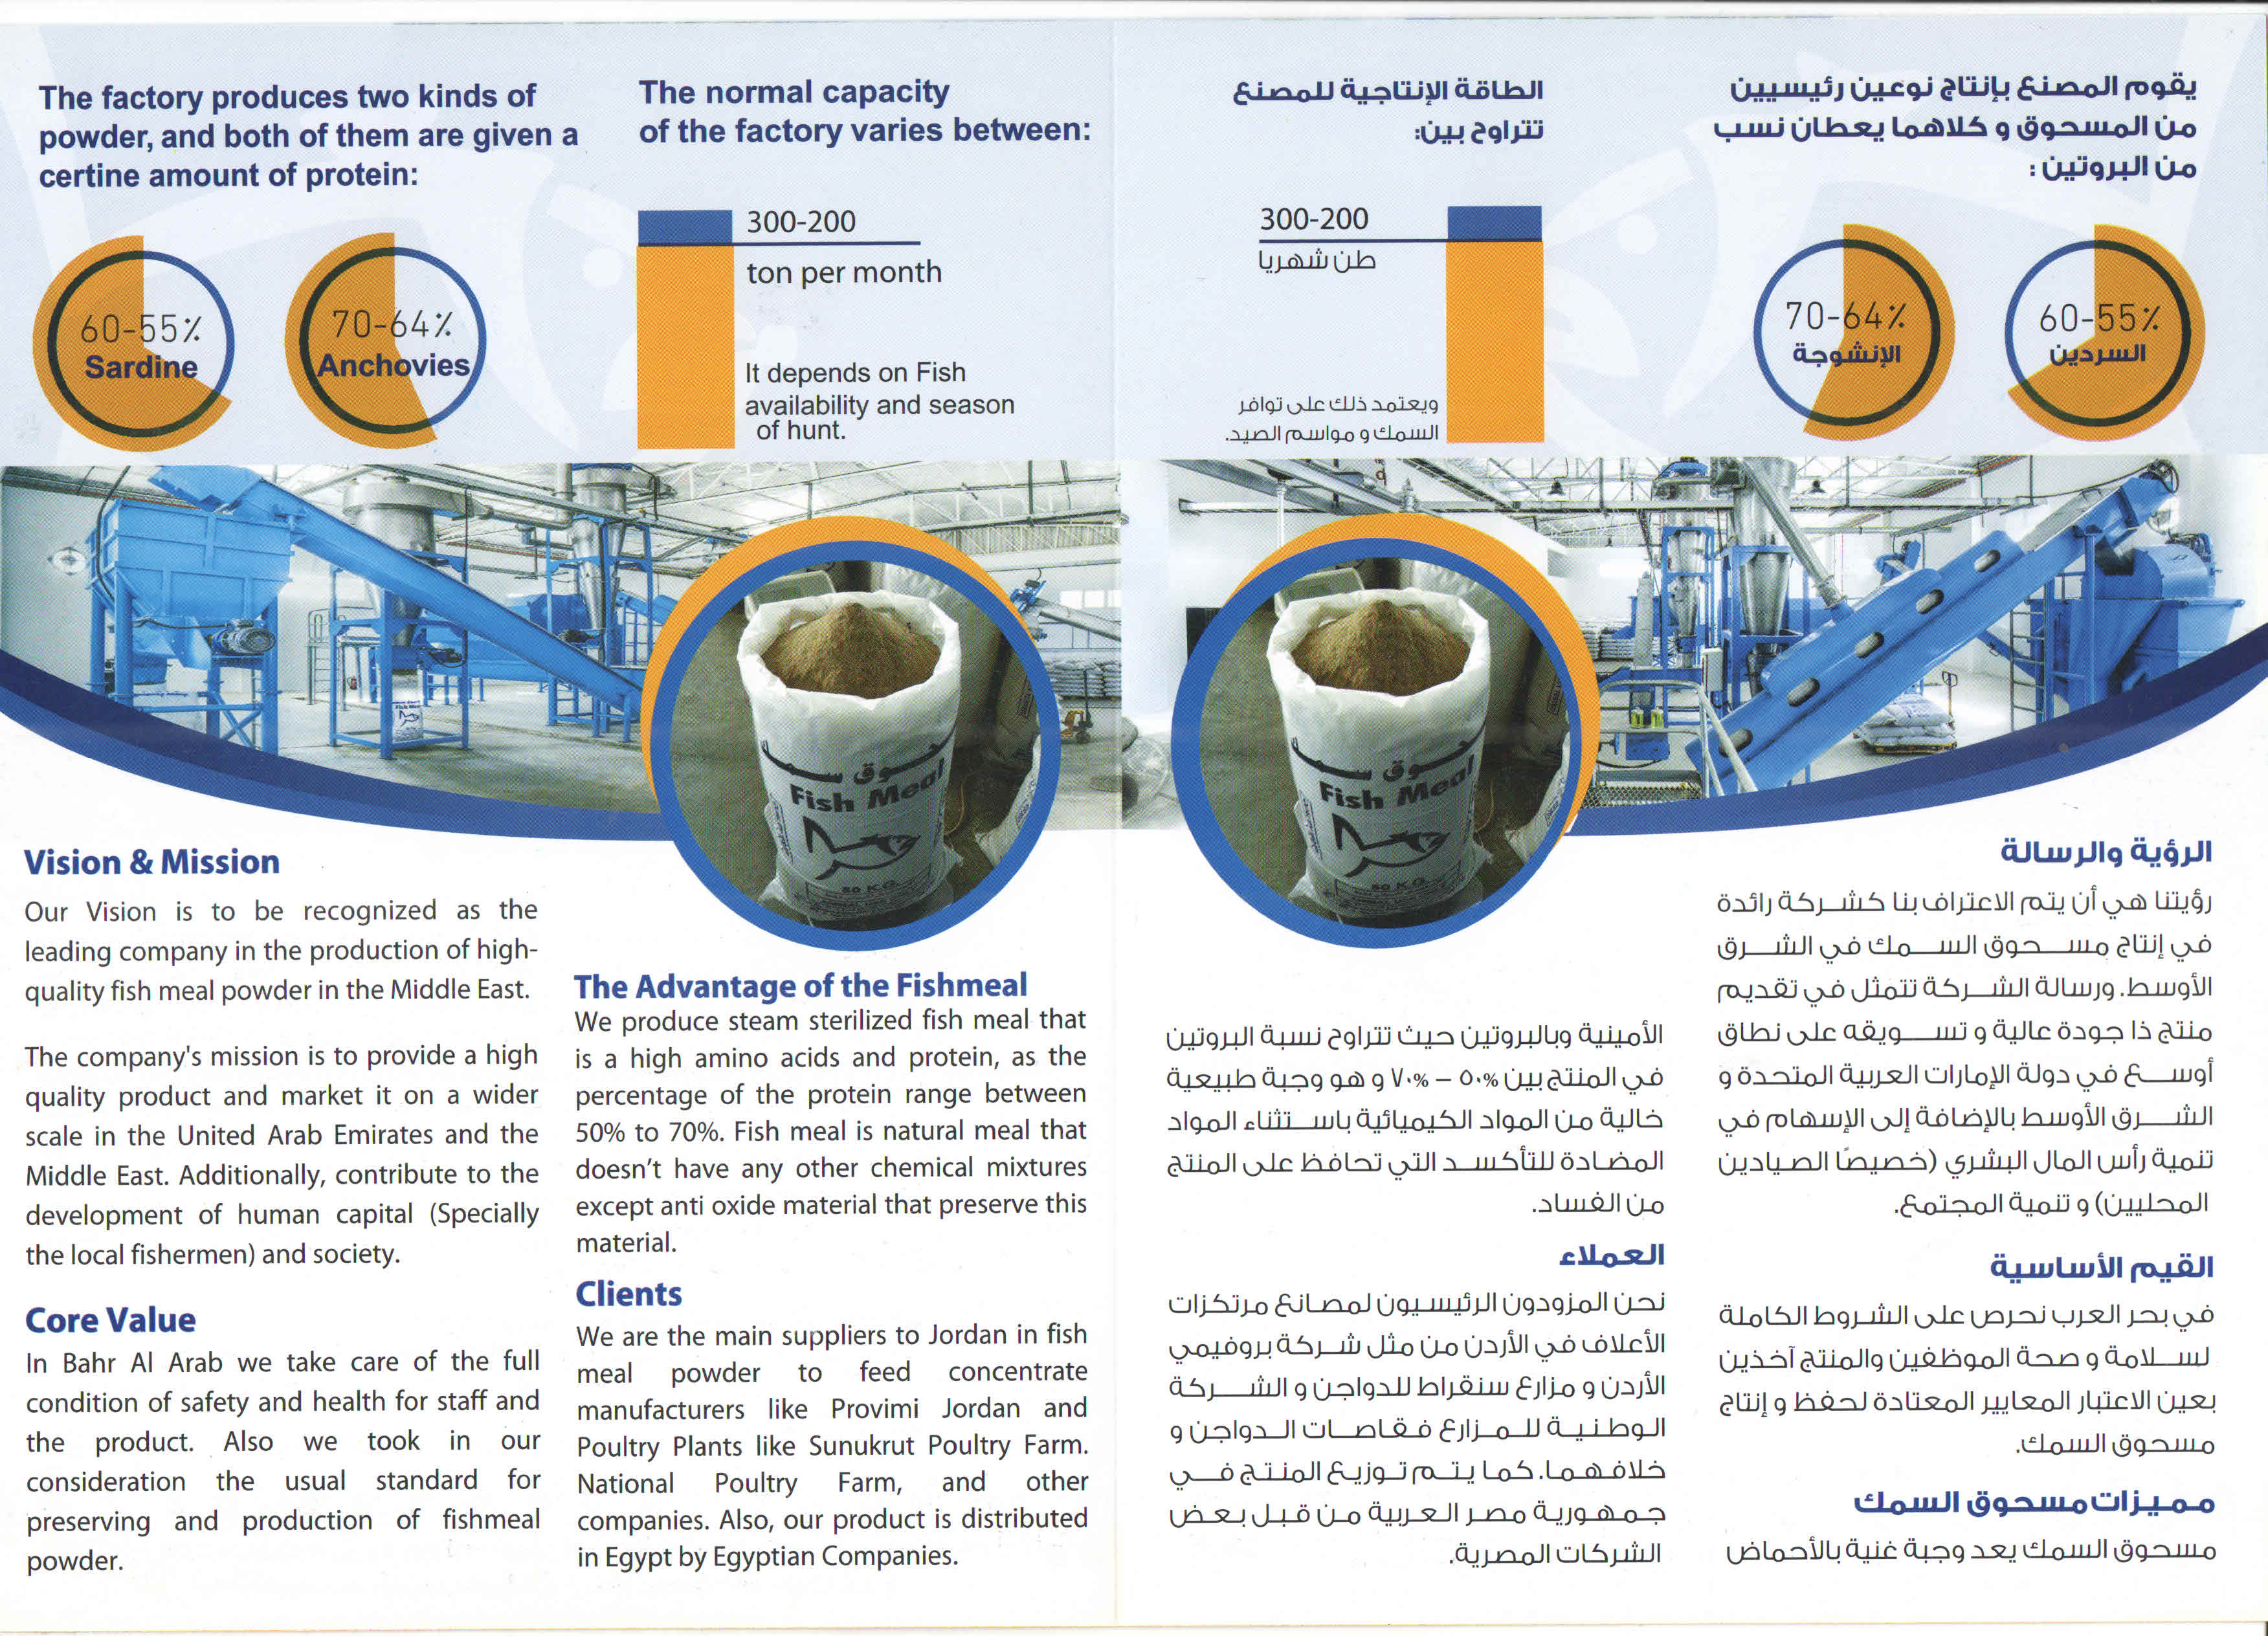 The factory produces two kinds of
powder, and both of them are given a
certine amount of protein:
60-55%
Sardine
70-64%
Anchovies
The normal capacity
of the factory varies between:
300-200
ton per month
It depends on Fish
availability and season
of hunt.
Fish Meal
50 K.G.
Vision & Mission
Our Vision is to be recognized as the
leading company in the production of high-
quality fish meal powder in the Middle East.
The company's mission is to provide a high
quality product and market it on a wider
scale in the United Arab Emirates and the
Middle East. Additionally, contribute to the
development of human capital (Specially
the local fishermen) and society.
Core Value
In Bahr Al Arab we take care of the full
condition of safety and health for staff and
the product. Also we took in our
consideration the usual standard for
preserving and production of fishmeal
powder.
The Advantage of the Fishmeal
We produce steam sterilized fish meal that
is a high amino acids and protein, as the
percentage of the protein range between
50% to 70%. Fish meal is natural meal that
doesn't have any other chemical mixtures
except anti oxide material that preserve this
material.
Clients
We are the main suppliers to Jordan in fish
meal powder to feed concentrate
manufacturers like Provimi Jordan and
Poultry Plants like Sunukrut Poultry Farm.
National Poultry Farm, and other
companies. Also, our product is distributed
in Egypt by Egyptian Companies.
يقوم المصنع بإنتاج نوعين رئيسيين
من المسحوق و كلاهما يعطان نسب
من البروتين :
60-55%
السردين
70-64%
الإنشوجة
الطاقة الإنتاجية للمصنع
تتراوح بين:
300-200
طن شهريا
ويعتمد ذلك على توافر
السمك و مواسم الصيد.
Fish Meal
50 K.G.
الرؤية والرسالة
رؤيتنا هي أن يتم الاعتراف بنا كشركة رائدة
في إنتاج مسحوق السمك في الشرق
الأوسط. ورسالة الشركة تتمثل في تقديم
منتج ذا جودة عالية و تسويقه على نطاق
أوسع في دولة الإمارات العربية المتحدة و
الشرق الأوسط بالإضافة إلى الإسهام في
تنمية رأس المال البشري (خصيصًا الصيادين
المحليين) و تنمية المجتمع.
القيم الأساسية
في بحر العرب نحرص على الشروط الكاملة
لسلامة و صحة الموظفين والمنتج آخذين
بعين الاعتبار المعايير المعتادة لحفظ و إنتاج
مسحوق السمك.
مميزات مسحوق السمك
مسحوق السمك يعد وجبة غنية بالأحماض
الأمينية وبالبروتين حيث تتراوح نسبة البروتين
في المنتج بين ٥٠% – ٧٠% و هو وجبة طبيعية
خالية من المواد الكيميائية باستثناء المواد
المضادة للتأكسد التي تحافظ على المنتج
من الفساد.
العملاء
نحن المزودون الرئيسيون لمصانع مرتكزات
الأعلاف في الأردن من مثل شركة بروفيمي
الأردن و مزارع سنقراط للدواجن و الشركة
الوطنية للمزارع فقاصات الدواجن و
خلافهما. كما يتم توزيع المنتج في
جمهورية مصر العربية من قبل بعض
الشركات المصرية.